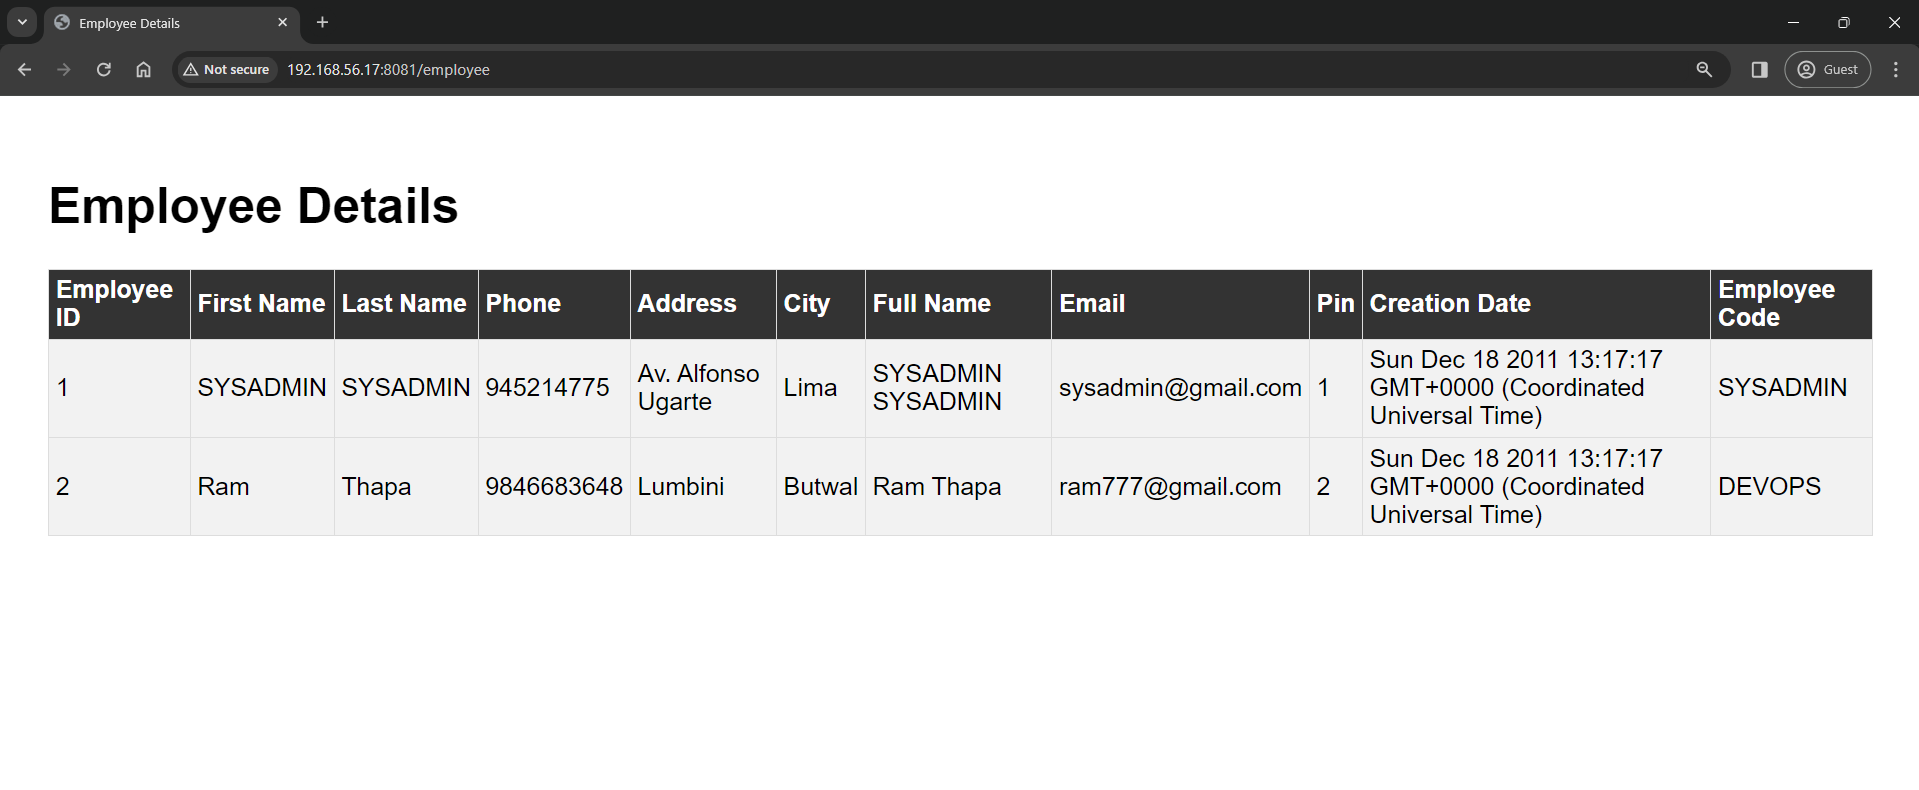 Employee Details
Not secure 192.168.56.17:8081/employee Guest
Employee Details
Employee ID First Name Last Name Phone Address City Full Name Email Pin Creation Date Employee Code
1 SYSADMIN SYSADMIN 945214775 Av. Alfonso Ugarte Lima SYSADMIN SYSADMIN sysadmin@gmail.com 1 Sun Dec 18 2011 13:17:17 GMT+0000 (Coordinated Universal Time) SYSADMIN
2 Ram Thapa 9846683648 Lumbini Butwal Ram Thapa ram777@gmail.com 2 Sun Dec 18 2011 13:17:17 GMT+0000 (Coordinated Universal Time) DEVOPS